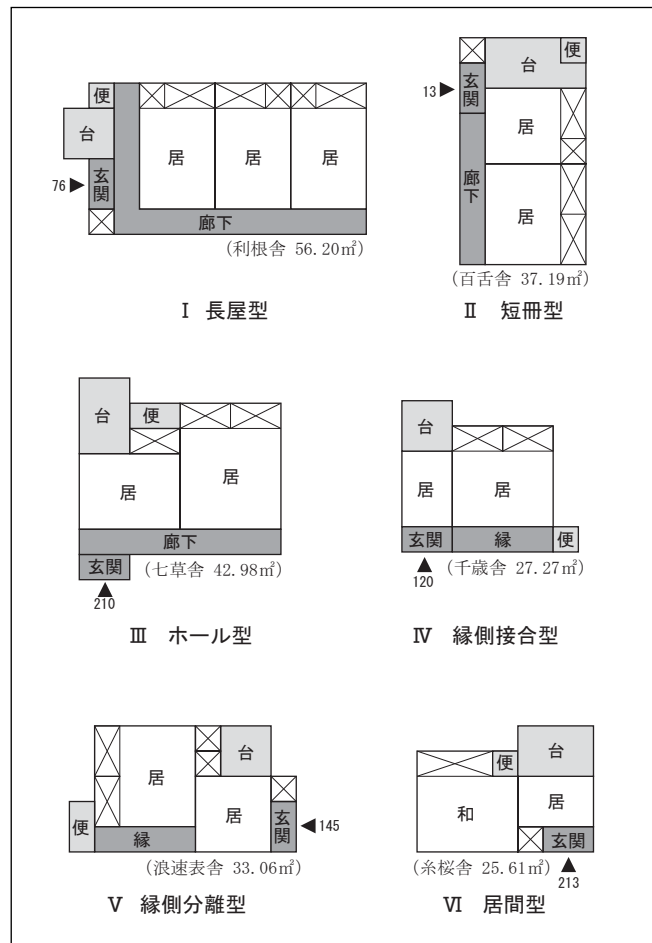 便
台
玄関
76
居
居
居
廊下
(利根舎 56.20㎡)
Ⅰ 長屋型
台
便
13
玄関
居
廊下
居
(百舌舎 37.19㎡)
Ⅱ 短冊型
台
便
居
居
廊下
玄関
210
(七草舎 42.98㎡)
Ⅲ ホール型
台
居
居
玄関
縁
便
120
(千歳舎 27.27㎡)
Ⅳ 縁側接合型
居
台
便
縁
居
玄関
145
(浪速表舎 33.06㎡)
Ⅴ 縁側分離型
便
台
和
居
玄関
213
(糸桜舎 25.61㎡)
Ⅵ 居間型